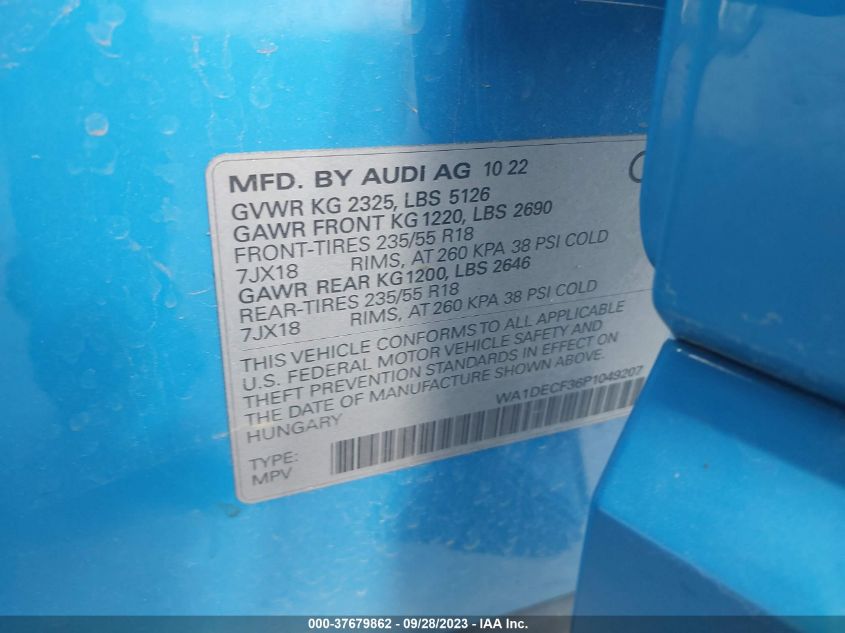 MFD. BY AUDI AG 10 22
GVWR KG 2325, LBS 5126
GAWR FRONT KG 1220, LBS 2690
FRONT-TIRES 235/55 R18
7JX18 RIMS, AT 260 KPA 38 PSI COLD
GAWR REAR KG 1200, LBS 2646
REAR-TIRES 235/55 R18
7JX18 RIMS, AT 260 KPA 38 PSI COLD
THIS VEHICLE CONFORMS TO ALL APPLICABLE
U.S. FEDERAL MOTOR VEHICLE SAFETY AND
THEFT PREVENTION STANDARDS IN EFFECT ON
THE DATE OF MANUFACTURE SHOWN ABOVE.
HUNGARY WA1DECF36P1049207
TYPE:
MPV
000-37679862 - 09/28/2023 - IAA Inc.